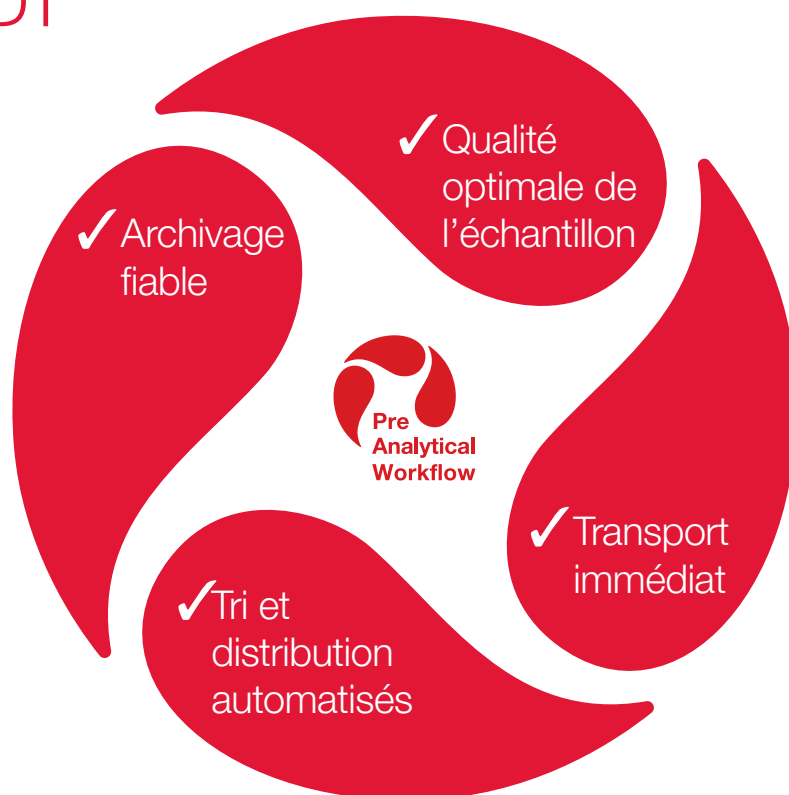 ✓ Qualité
optimale de
l'échantillon
✓ Transport
immédiat
✓ Tri et
distribution
automatisés
✓ Archivage
fiable
Pre
Analytical
Workflow